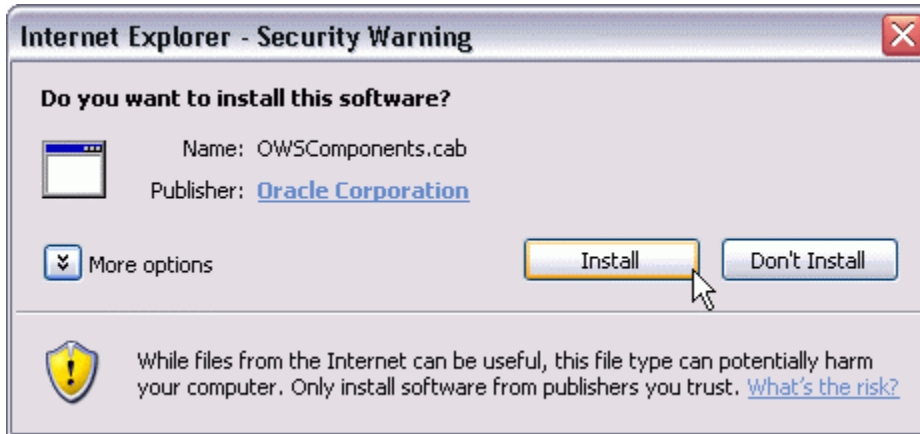 Internet Explorer - Security Warning
Do you want to install this software?
Name: OWSComponents.cab
Publisher: Oracle Corporation
More options
Install
Don't Install
While files from the Internet can be useful, this file type can potentially harm
your computer. Only install software from publishers you trust. What's the risk?